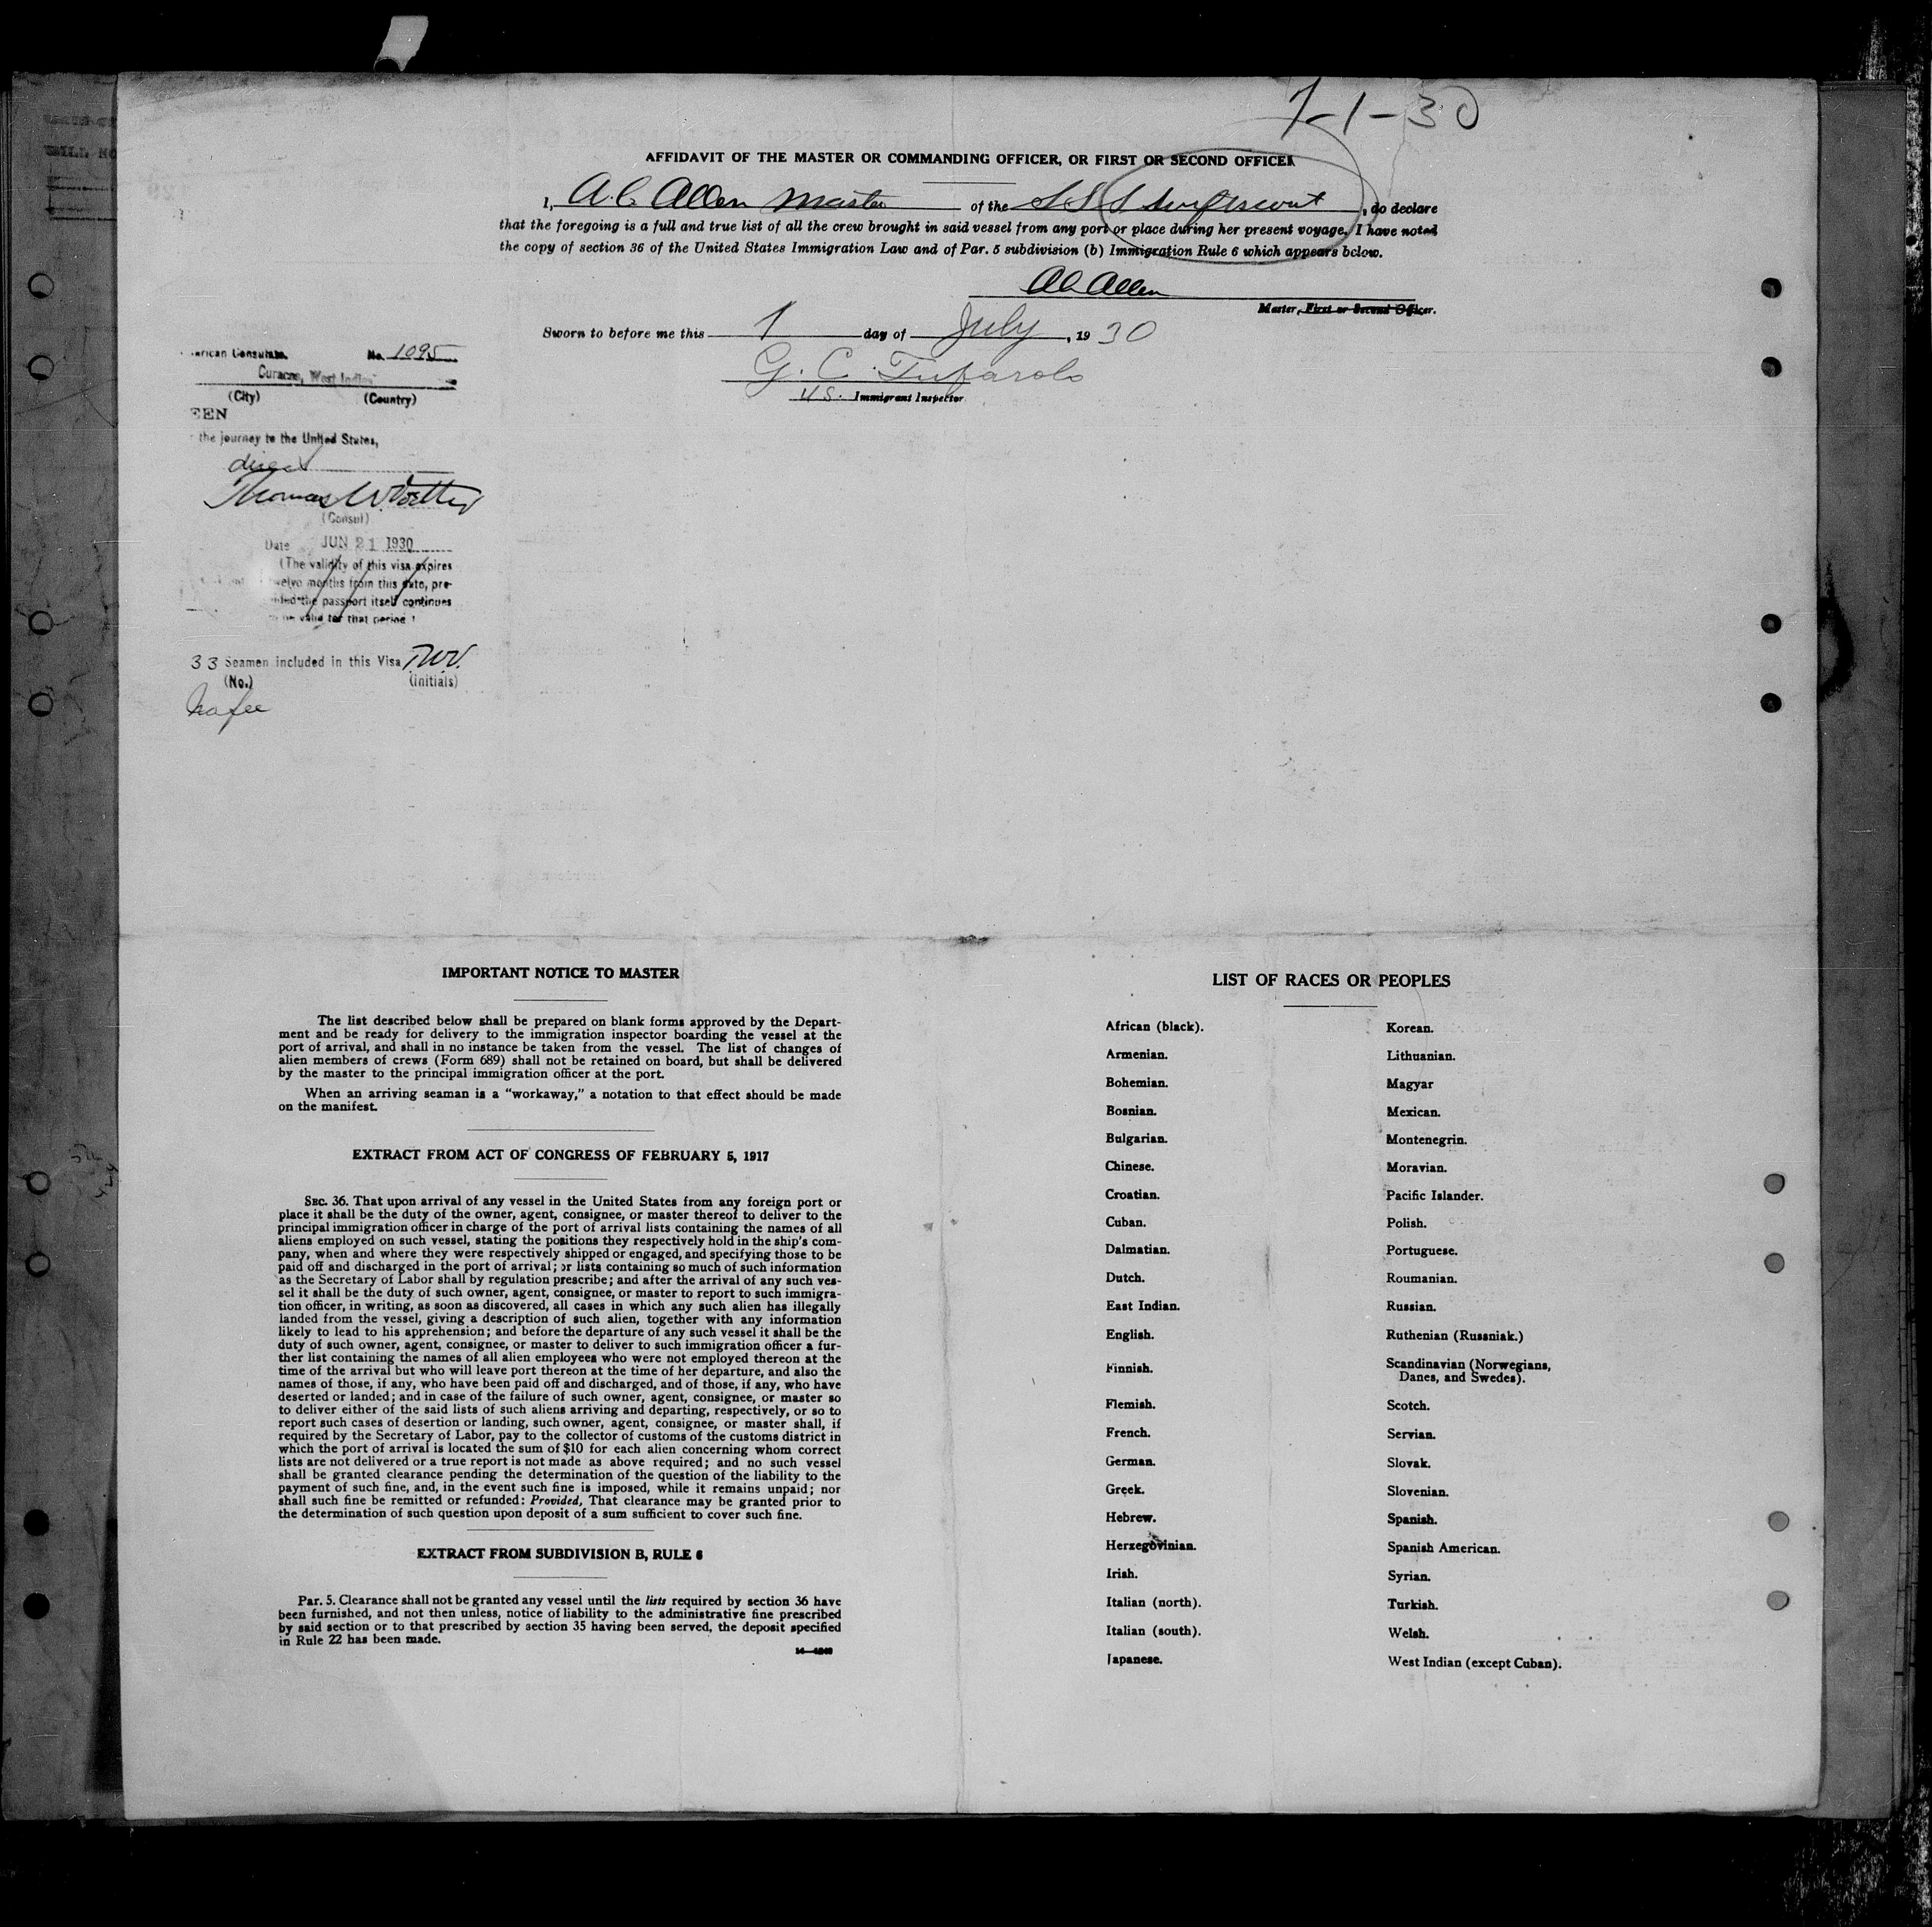 7-1-30
AFFIDAVIT OF THE MASTER OR COMMANDING OFFICER, OR FIRST OR SECOND OFFICER
I, A. C. Allen Master of the SS Swiftscout, do declare
that the foregoing is a full and true list of all the crew brought in said vessel from any port or place during her present voyage. I have noted
the copy of section 36 of the United States Immigration Law and of Par. 5 subdivision (b) Immigration Rule 6 which appears below.
AC Allen
Master, First or Second Officer.
Sworn to before me this 1 day of July, 1930
G. C. Tufarolo
U.S. Immigrant Inspector
erican Consulate, No. 1095
Curacao, West Indies
(City) (Country)
EEN
the journey to the United States,
direct
Thomas W.
(Consul)
Date JUN 21 1930
(The validity of this visa expires
twelve months from this date, pre-
vided the passport itself continues
to be valid for that period.)
33 Seamen included in this Visa TWV.
(No.) (initials)
No fee
IMPORTANT NOTICE TO MASTER
The list described below shall be prepared on blank forms approved by the Depart-
ment and be ready for delivery to the immigration inspector boarding the vessel at the
port of arrival, and shall in no instance be taken from the vessel. The list of changes of
alien members of crews (Form 689) shall not be retained on board, but shall be delivered
by the master to the principal immigration officer at the port.
When an arriving seaman is a "workaway," a notation to that effect should be made
on the manifest.
EXTRACT FROM ACT OF CONGRESS OF FEBRUARY 5, 1917
SEC. 36. That upon arrival of any vessel in the United States from any foreign port or
place it shall be the duty of the owner, agent, consignee, or master thereof to deliver to the
principal immigration officer in charge of the port of arrival lists containing the names of all
aliens employed on such vessel, stating the positions they respectively hold in the ship's com-
pany, when and where they were respectively shipped or engaged, and specifying those to be
paid off and discharged in the port of arrival; or lists containing so much of such information
as the Secretary of Labor shall by regulation prescribe; and after the arrival of any such ves-
sel it shall be the duty of such owner, agent, consignee, or master to report to such immigra-
tion officer, in writing, as soon as discovered, all cases in which any such alien has illegally
landed from the vessel, giving a description of such alien, together with any information
likely to lead to his apprehension; and before the departure of any such vessel it shall be the
duty of such owner, agent, consignee, or master to deliver to such immigration officer a fur-
ther list containing the names of all alien employees who were not employed thereon at the
time of the arrival but who will leave port thereon at the time of her departure, and also the
names of those, if any, who have been paid off and discharged, and of those, if any, who have
deserted or landed; and in case of the failure of such owner, agent, consignee, or master so
to deliver either of the said lists of such aliens arriving and departing, respectively, or so to
report such cases of desertion or landing, such owner, agent, consignee, or master shall, if
required by the Secretary of Labor, pay to the collector of customs of the customs district in
which the port of arrival is located the sum of $10 for each alien concerning whom correct
lists are not delivered or a true report is not made as above required; and no such vessel
shall be granted clearance pending the determination of the question of the liability to the
payment of such fine, and, in the event such fine is imposed, while it remains unpaid; nor
shall such fine be remitted or refunded: Provided, That clearance may be granted prior to
the determination of such question upon deposit of a sum sufficient to cover such fine.
EXTRACT FROM SUBDIVISION B, RULE 6
Par. 5. Clearance shall not be granted any vessel until the lists required by section 36 have
been furnished, and not then unless, notice of liability to the administrative fine prescribed
by said section or to that prescribed by section 35 having been served, the deposit specified
in Rule 22 has been made.
LIST OF RACES OR PEOPLES
African (black).
Armenian.
Bohemian.
Bosnian.
Bulgarian.
Chinese.
Croatian.
Cuban.
Dalmatian.
Dutch.
East Indian.
English.
Finnish.
Flemish.
French.
German.
Greek.
Hebrew.
Herzegovinian.
Irish.
Italian (north).
Italian (south).
Japanese.
Korean.
Lithuanian.
Magyar
Mexican.
Montenegrin.
Moravian.
Pacific Islander.
Polish.
Portuguese.
Roumanian.
Russian.
Ruthenian (Russniak.)
Scandinavian (Norwegians,
Danes, and Swedes).
Scotch.
Servian.
Slovak.
Slovenian.
Spanish.
Spanish American.
Syrian.
Turkish.
Welsh.
West Indian (except Cuban).